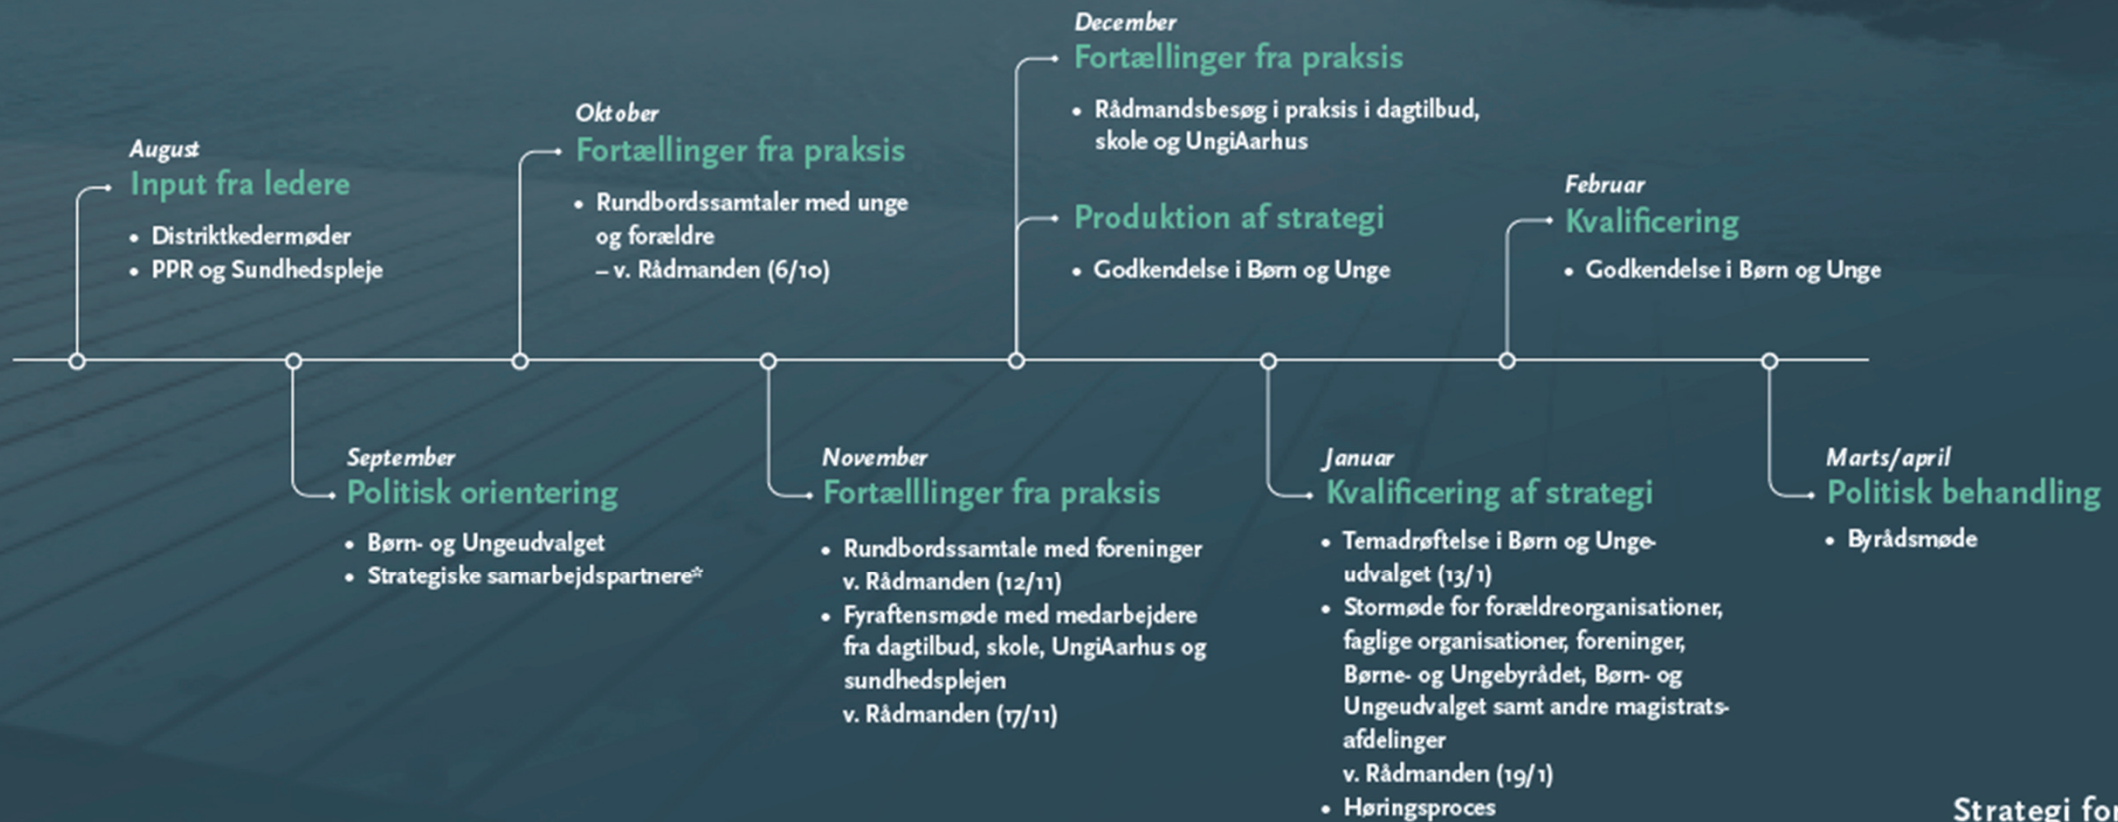 August
Input fra ledere
• Distriktkedermøder
• PPR og Sundhedspleje
September
Politisk orientering
• Børn- og Ungeudvalget
• Strategiske samarbejdspartnere*
Oktober
Fortællinger fra praksis
• Rundbordssamtaler med unge
og forældre
– v. Rådmanden (6/10)
November
Fortælllinger fra praksis
• Rundbordssamtale med foreninger
v. Rådmanden (12/11)
• Fyraftensmøde med medarbejdere
fra dagtilbud, skole, UngiAarhus og
sundhedsplejen
v. Rådmanden (17/11)
December
Fortællinger fra praksis
• Rådmandsbesøg i praksis i dagtilbud,
skole og UngiAarhus
Produktion af strategi
• Godkendelse i Børn og Unge
Januar
Kvalificering af strategi
• Temadrøftelse i Børn og Unge-
udvalget (13/1)
• Stormøde for forældreorganisationer,
faglige organisationer, foreninger,
Børne- og Ungebyrådet, Børn- og
Ungeudvalget samt andre magistrats-
afdelinger
v. Rådmanden (19/1)
• Høringsproces
Februar
Kvalificering
• Godkendelse i Børn og Unge
Marts/april
Politisk behandling
• Byrådsmøde
Strategi for